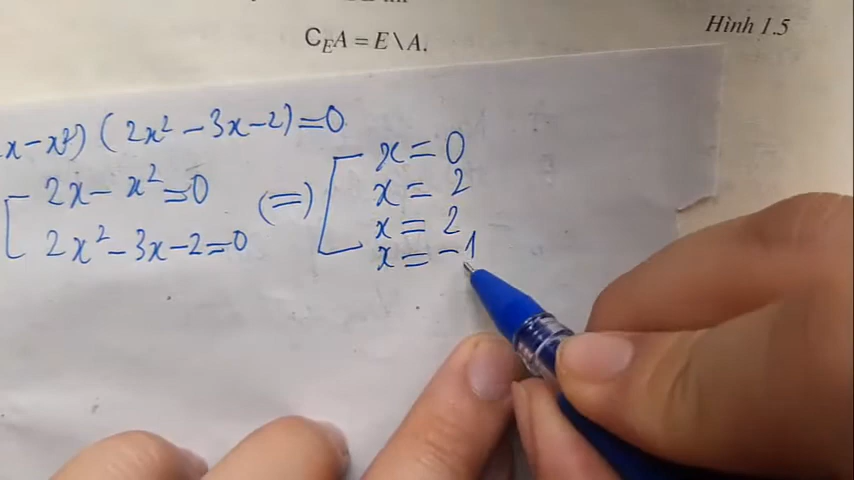 C_E A = E \ A.
Hình 1.5
x − x²) ( 2x² − 3x − 2) = 0
[ 2x − x² = 0
2x² − 3x − 2 = 0
(=) [ x = 0
x = 2
x = 2
x = −1